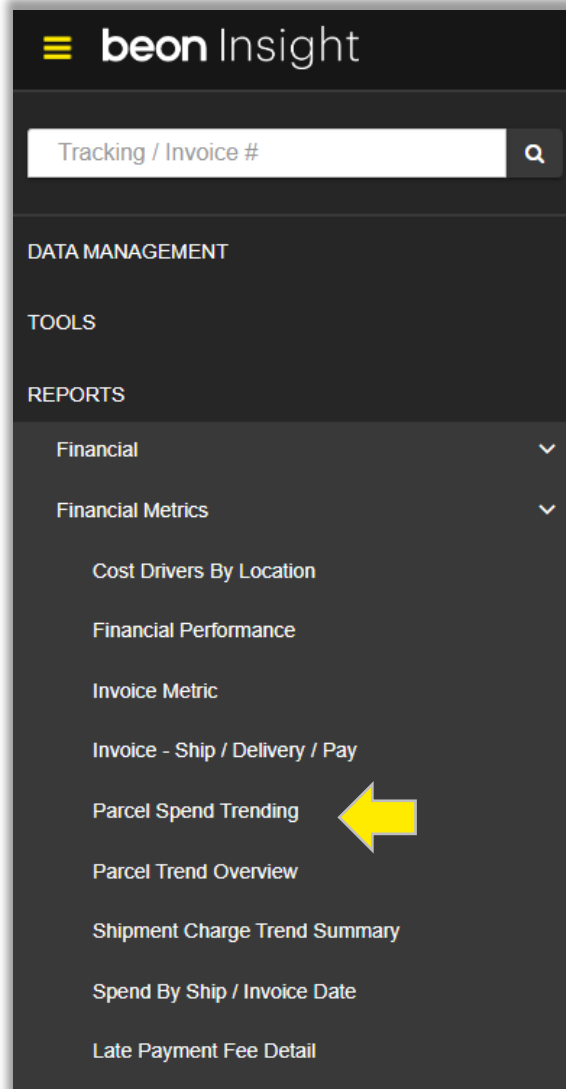 beon Insight
Tracking / Invoice #
DATA MANAGEMENT
TOOLS
REPORTS
Financial
Financial Metrics
Cost Drivers By Location
Financial Performance
Invoice Metric
Invoice - Ship / Delivery / Pay
Parcel Spend Trending
Parcel Trend Overview
Shipment Charge Trend Summary
Spend By Ship / Invoice Date
Late Payment Fee Detail